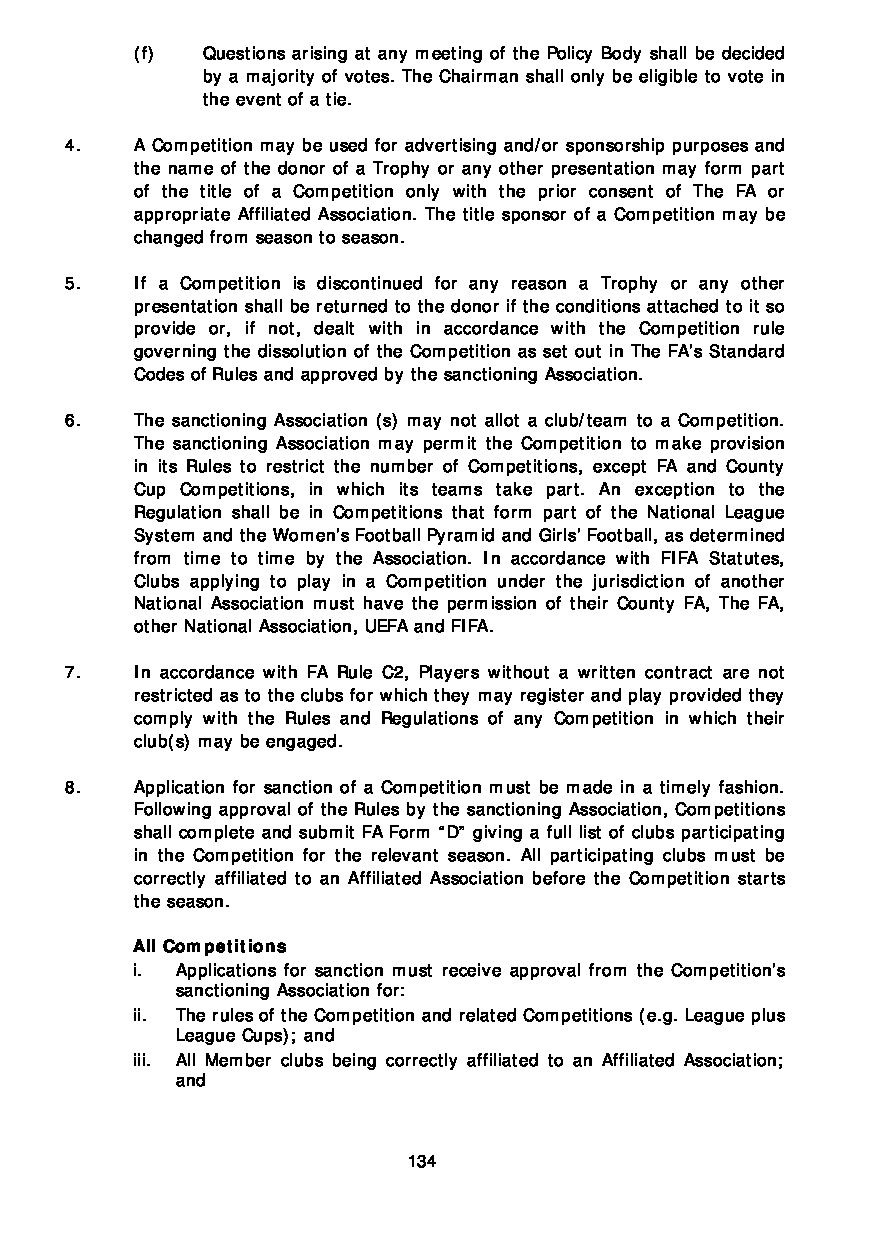 (f) Questions arising at any meeting of the Policy Body shall be decided
by a majority of votes. The Chairman shall only be eligible to vote in
the event of a tie.
4. A Competition may be used for advertising and/or sponsorship purposes and
the name of the donor of a Trophy or any other presentation may form part
of the title of a Competition only with the prior consent of The FA or
appropriate Affiliated Association. The title sponsor of a Competition may be
changed from season to season.
5. If a Competition is discontinued for any reason a Trophy or any other
presentation shall be returned to the donor if the conditions attached to it so
provide or, if not, dealt with in accordance with the Competition rule
governing the dissolution of the Competition as set out in The FA's Standard
Codes of Rules and approved by the sanctioning Association.
6. The sanctioning Association (s) may not allot a club/team to a Competition.
The sanctioning Association may permit the Competition to make provision
in its Rules to restrict the number of Competitions, except FA and County
Cup Competitions, in which its teams take part. An exception to the
Regulation shall be in Competitions that form part of the National League
System and the Women's Football Pyramid and Girls' Football, as determined
from time to time by the Association. In accordance with FIFA Statutes,
Clubs applying to play in a Competition under the jurisdiction of another
National Association must have the permission of their County FA, The FA,
other National Association, UEFA and FIFA.
7. In accordance with FA Rule C2, Players without a written contract are not
restricted as to the clubs for which they may register and play provided they
comply with the Rules and Regulations of any Competition in which their
club(s) may be engaged.
8. Application for sanction of a Competition must be made in a timely fashion.
Following approval of the Rules by the sanctioning Association, Competitions
shall complete and submit FA Form “D” giving a full list of clubs participating
in the Competition for the relevant season. All participating clubs must be
correctly affiliated to an Affiliated Association before the Competition starts
the season.
All Competitions
i. Applications for sanction must receive approval from the Competition's
sanctioning Association for:
ii. The rules of the Competition and related Competitions (e.g. League plus
League Cups); and
iii. All Member clubs being correctly affiliated to an Affiliated Association;
and
134